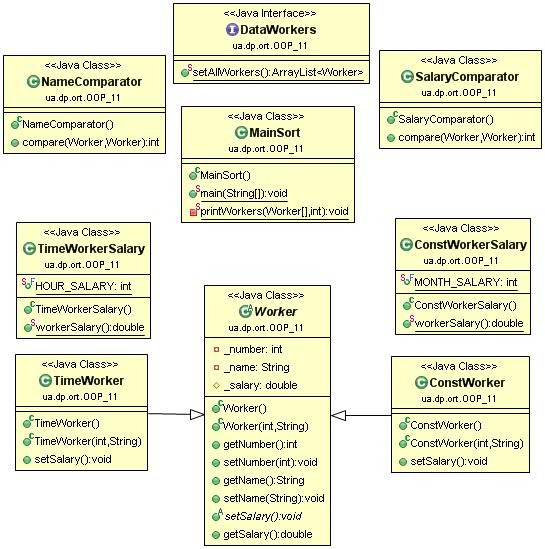 <<Java Interface>>
DataWorkers
ua.dp.ort.OOP_11
setAllWorkers():ArrayList<Worker>
<<Java Class>>
NameComparator
ua.dp.ort.OOP_11
NameComparator()
compare(Worker,Worker):int
<<Java Class>>
SalaryComparator
ua.dp.ort.OOP_11
SalaryComparator()
compare(Worker,Worker):int
<<Java Class>>
MainSort
ua.dp.ort.OOP_11
MainSort()
main(String[]):void
printWorkers(Worker[],int):void
<<Java Class>>
TimeWorkerSalary
ua.dp.ort.OOP_11
HOUR_SALARY: int
TimeWorkerSalary()
workerSalary():double
<<Java Class>>
ConstWorkerSalary
ua.dp.ort.OOP_11
MONTH_SALARY: int
ConstWorkerSalary()
workerSalary():double
<<Java Class>>
Worker
ua.dp.ort.OOP_11
_number: int
_name: String
_salary: double
Worker()
Worker(int,String)
getNumber():int
setNumber(int):void
getName():String
setName(String):void
setSalary():void
getSalary():double
<<Java Class>>
TimeWorker
ua.dp.ort.OOP_11
TimeWorker()
TimeWorker(int,String)
setSalary():void
<<Java Class>>
ConstWorker
ua.dp.ort.OOP_11
ConstWorker()
ConstWorker(int,String)
setSalary():void